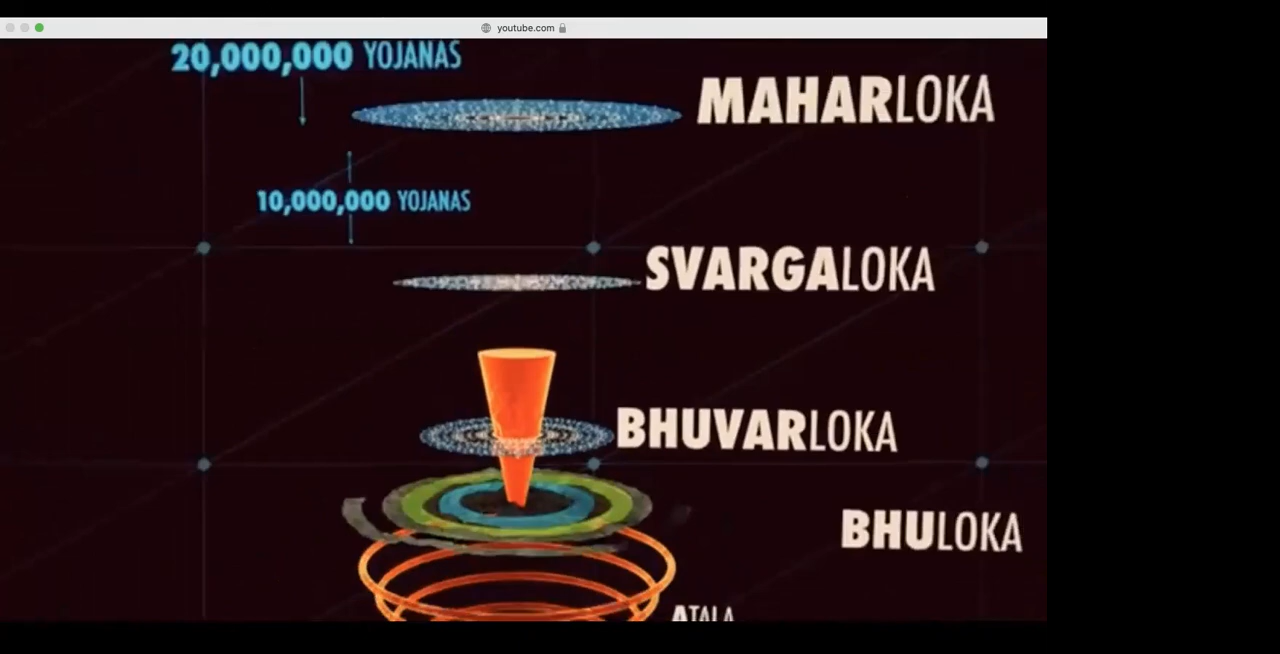 youtube.com
20,000,000 YOJANAS
MAHARLOKA
10,000,000 YOJANAS
SVARGALOKA
BHUVARLOKA
BHULOKA
ATALA